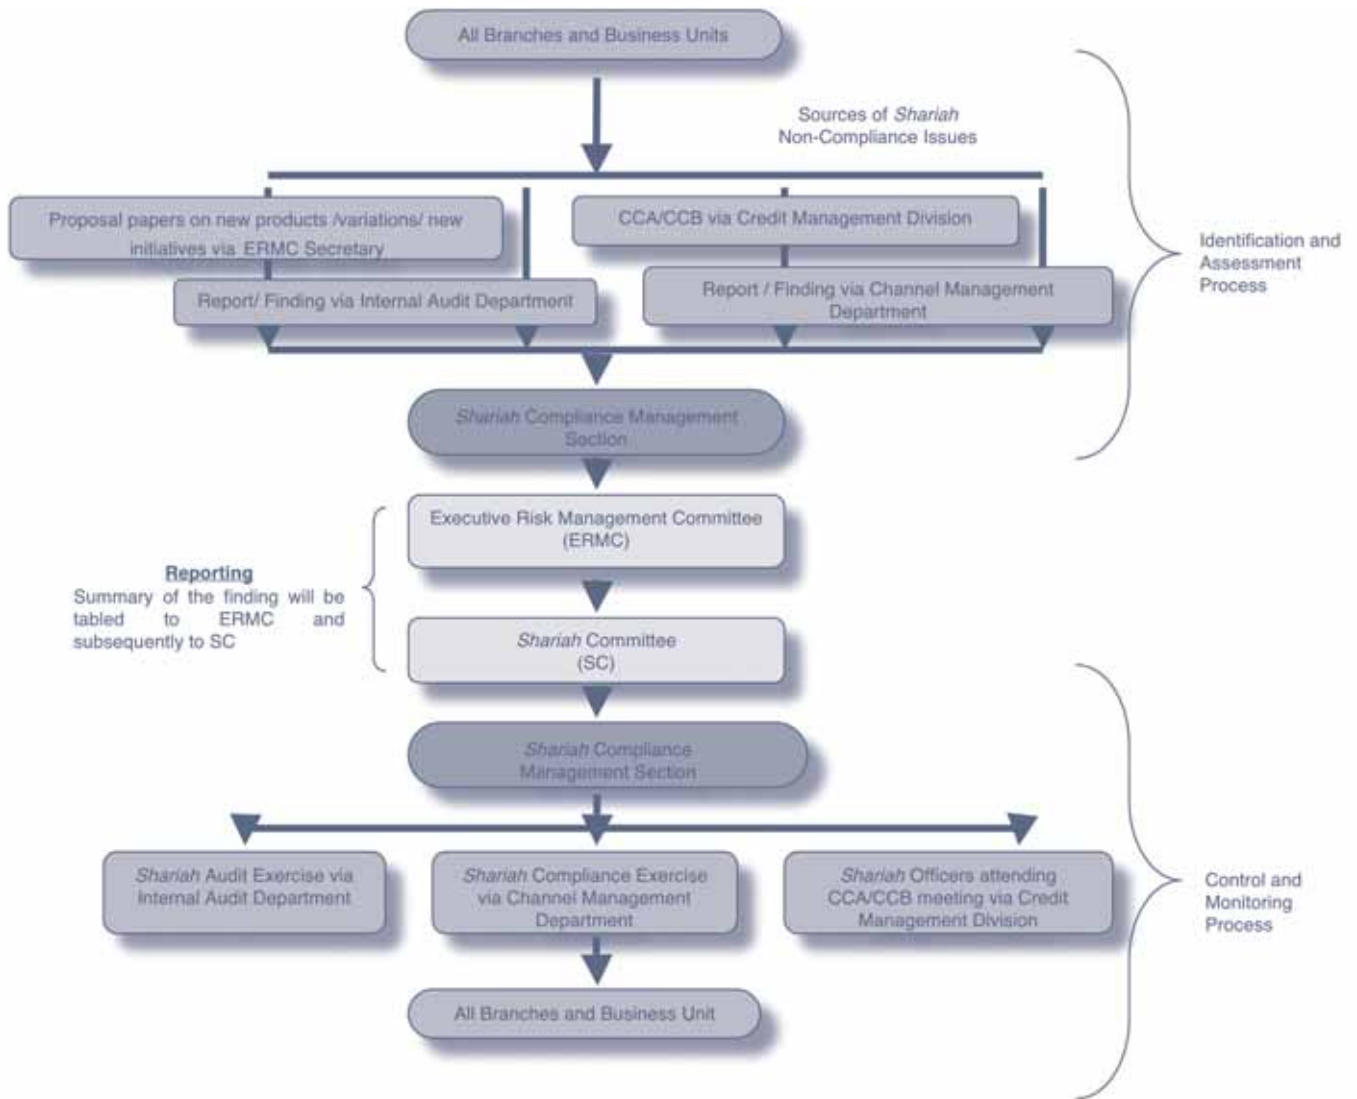 All Branches and Business Units
Sources of Shariah
Non-Compliance Issues
Proposal papers on new products /variations/ new
initiatives via ERMC Secretary
CCA/CCB via Credit Management Division
Report/ Finding via Internal Audit Department
Report / Finding via Channel Management
Department
Identification and
Assessment
Process
Shariah Compliance Management
Section
Executive Risk Management Committee
(ERMC)
Reporting
Summary of the finding will be
tabled to ERMC and
subsequently to SC
Shariah Committee
(SC)
Shariah Compliance
Management Section
Shariah Audit Exercise via
Internal Audit Department
Shariah Compliance Exercise
via Channel Management
Department
Shariah Officers attending
CCA/CCB meeting via Credit
Management Division
Control and
Monitoring
Process
All Branches and Business Unit